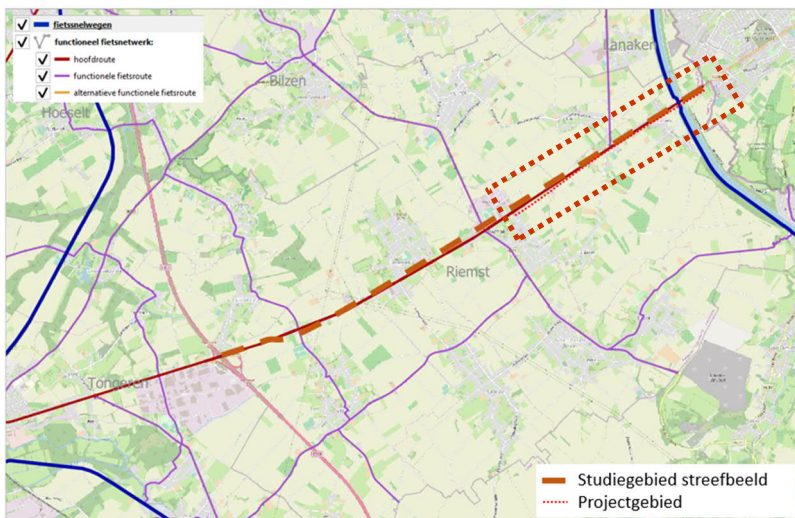 fietssnelwegen
functioneel fietsnetwerk:
hoofdroute
functionele fietsroute
alternatieve functionele fietsroute
Lanaken
Bilzen
Hoeselt
Riemst
Tongeren
Studiegebied streefbeeld
Projectgebied